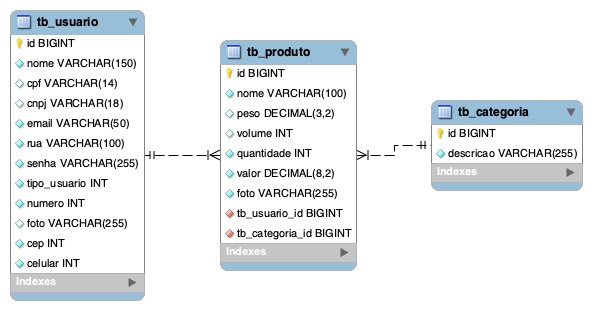 tb_usuario
id BIGINT
nome VARCHAR(150)
cpf VARCHAR(14)
cnpj VARCHAR(18)
email VARCHAR(50)
rua VARCHAR(100)
senha VARCHAR(255)
tipo_usuario INT
numero INT
foto VARCHAR(255)
cep INT
celular INT
Indexes
tb_produto
id BIGINT
nome VARCHAR(100)
peso DECIMAL(3,2)
volume INT
quantidade INT
valor DECIMAL(8,2)
foto VARCHAR(255)
tb_usuario_id BIGINT
tb_categoria_id BIGINT
Indexes
tb_categoria
id BIGINT
descricao VARCHAR(255)
Indexes